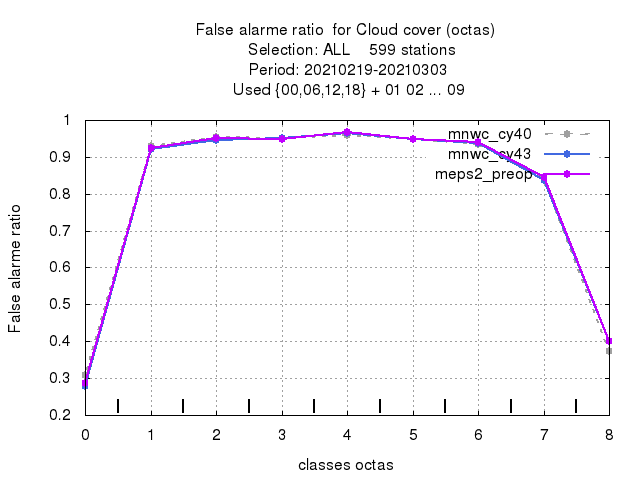 False alarme ratio  for Cloud cover (octas)
Selection: ALL    599 stations
Period: 20210219-20210303
Used {00,06,12,18} + 01 02 ... 09
mnwc_cy40
mnwc_cy43
meps2_preop
False alarme ratio
1
0.9
0.8
0.7
0.6
0.5
0.4
0.3
0.2
0 1 2 3 4 5 6 7 8
classes octas